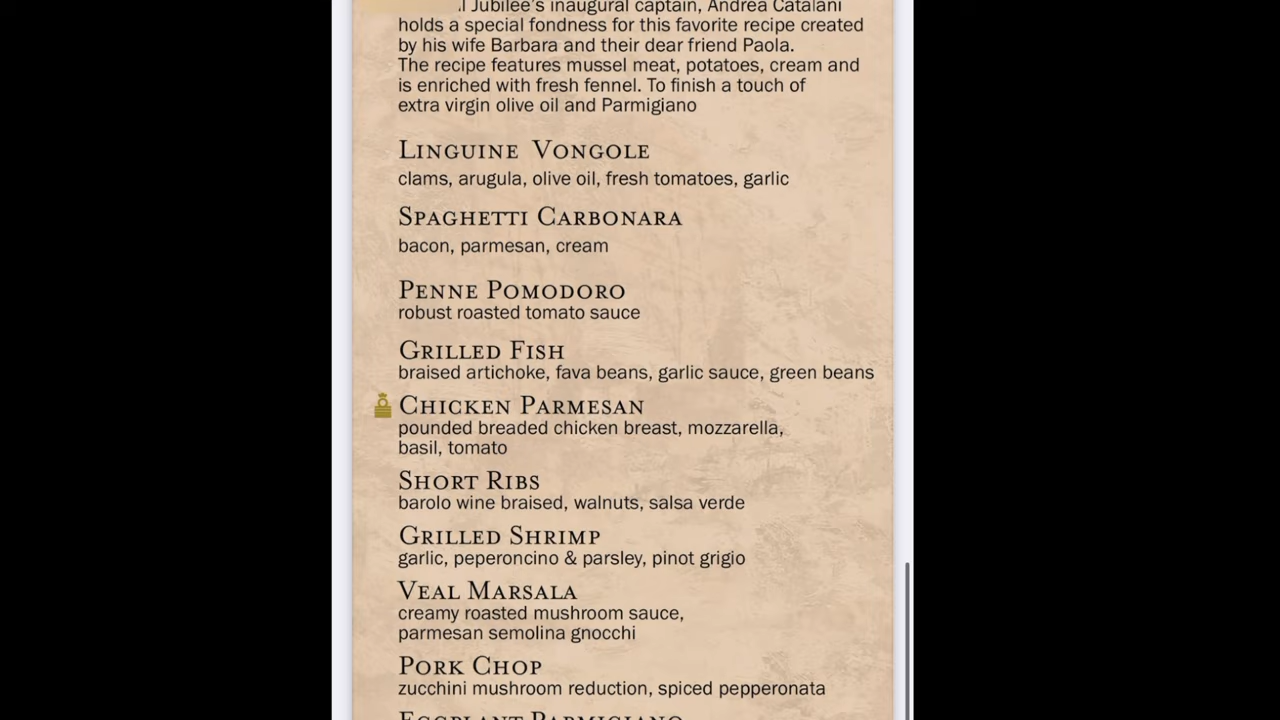 Jubilee's inaugural captain, Andrea Catalani
holds a special fondness for this favorite recipe created
by his wife Barbara and their dear friend Paola.
The recipe features mussel meat, potatoes, cream and
is enriched with fresh fennel. To finish a touch of
extra virgin olive oil and Parmigiano
LINGUINE VONGOLE
clams, arugula, olive oil, fresh tomatoes, garlic
SPAGHETTI CARBONARA
bacon, parmesan, cream
PENNE POMODORO
robust roasted tomato sauce
GRILLED FISH
braised artichoke, fava beans, garlic sauce, green beans
CHICKEN PARMESAN
pounded breaded chicken breast, mozzarella,
basil, tomato
SHORT RIBS
barolo wine braised, walnuts, salsa verde
GRILLED SHRIMP
garlic, peperoncino & parsley, pinot grigio
VEAL MARSALA
creamy roasted mushroom sauce,
parmesan semolina gnocchi
PORK CHOP
zucchini mushroom reduction, spiced pepperonata
EGGPLANT PARMIGIANO